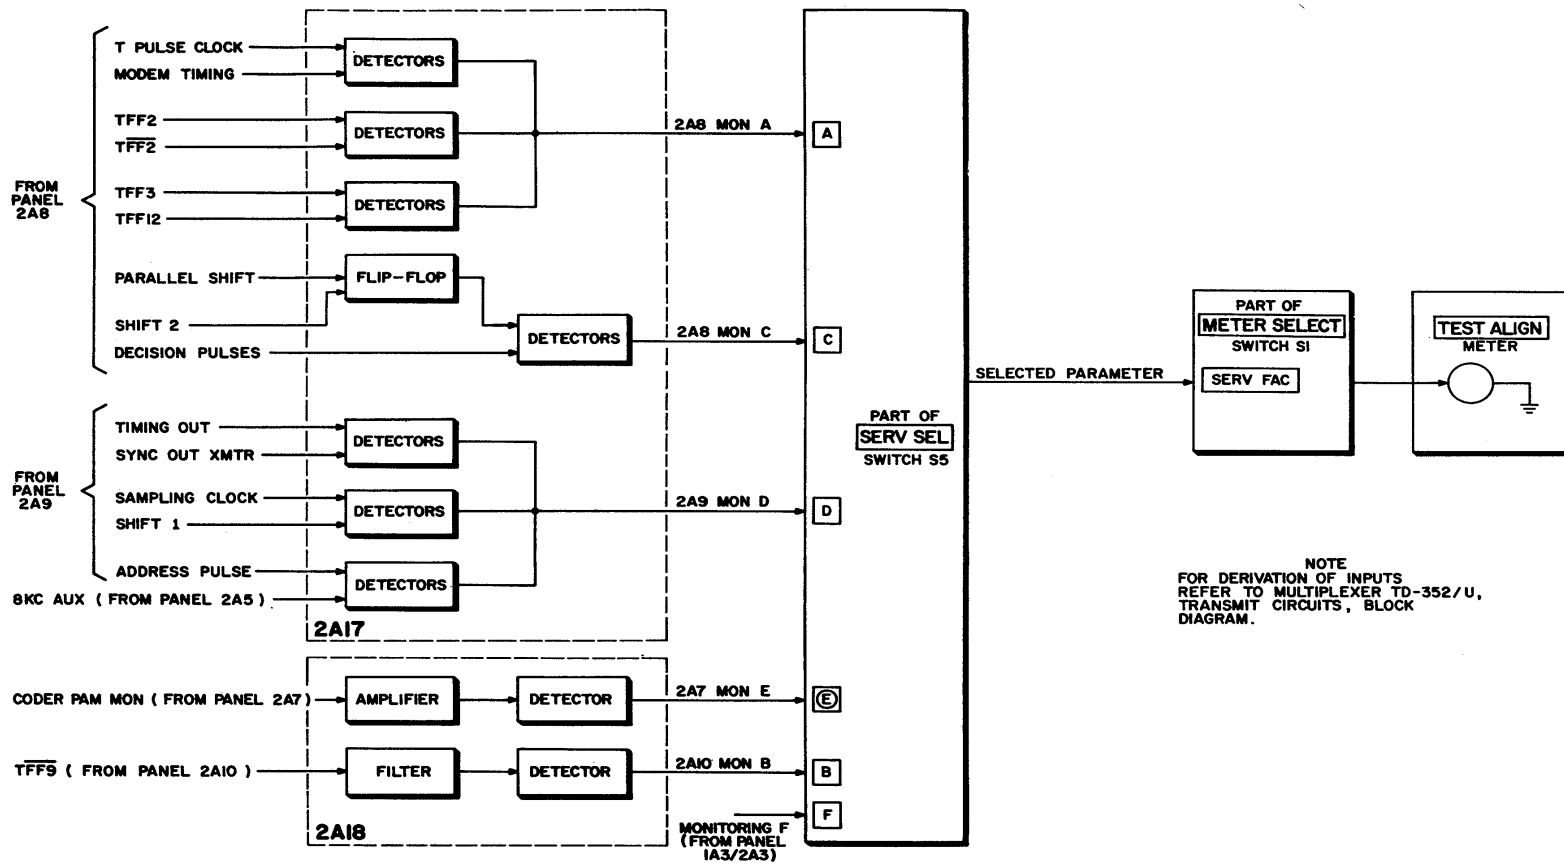 FROM
PANEL
2A8
T PULSE CLOCK
MODEM TIMING
TFF2
TFF2
TFF3
TFF12
PARALLEL SHIFT
SHIFT 2
DECISION PULSES
DETECTORS
DETECTORS
DETECTORS
FLIP-FLOP
DETECTORS
2A8 MON A
2A8 MON C
FROM
PANEL
2A9
TIMING OUT
SYNC OUT XMTR
SAMPLING CLOCK
SHIFT 1
ADDRESS PULSE
8KC AUX ( FROM PANEL 2A5 )
DETECTORS
DETECTORS
DETECTORS
2A17
2A9 MON D
CODER PAM MON ( FROM PANEL 2A7)
AMPLIFIER
DETECTOR
2A7 MON E
TFF9 ( FROM PANEL 2A10 )
FILTER
DETECTOR
2A10 MON B
2A18
MONITORING F
(FROM PANEL
1A3/2A3)
A
C
D
E
B
F
PART OF
SERV SEL
SWITCH S5
SELECTED PARAMETER
PART OF
METER SELECT
SWITCH S1
SERV FAC
TEST ALIGN
METER
NOTE
FOR DERIVATION OF INPUTS
REFER TO MULTIPLEXER TD-352/U,
TRANSMIT CIRCUITS, BLOCK
DIAGRAM.